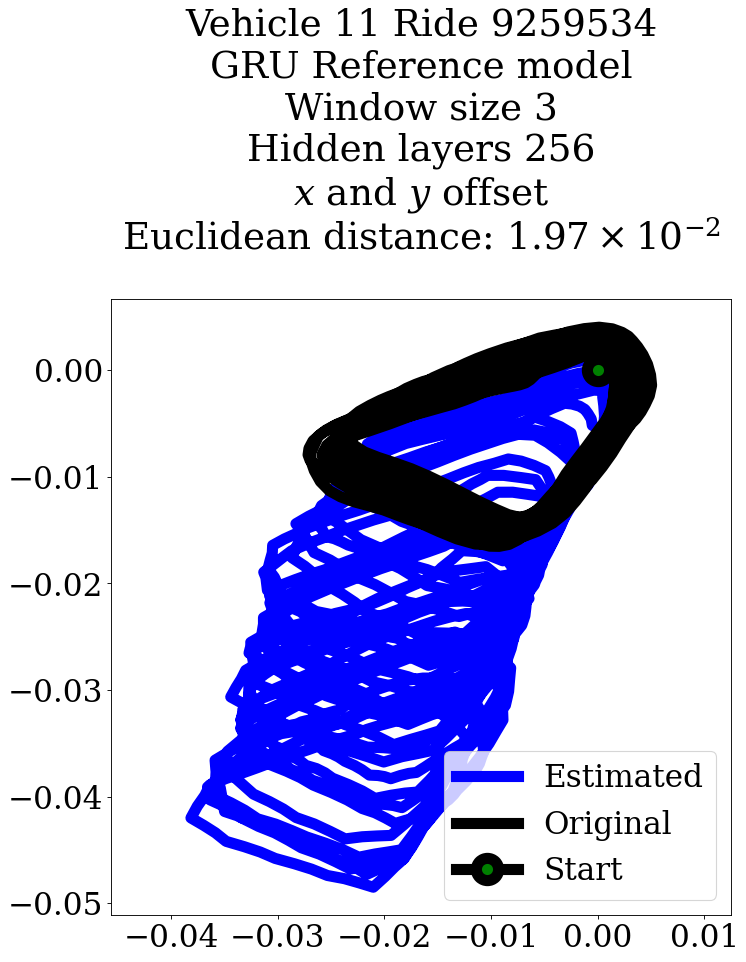 Vehicle 11 Ride 9259534
GRU Reference model
Window size 3
Hidden layers 256
x and y offset
Euclidean distance: 1.97 × 10⁻²
0.00
−0.01
−0.02
−0.03
−0.04
−0.05
Estimated
Original
Start
−0.04 −0.03 −0.02 −0.01 0.00 0.01